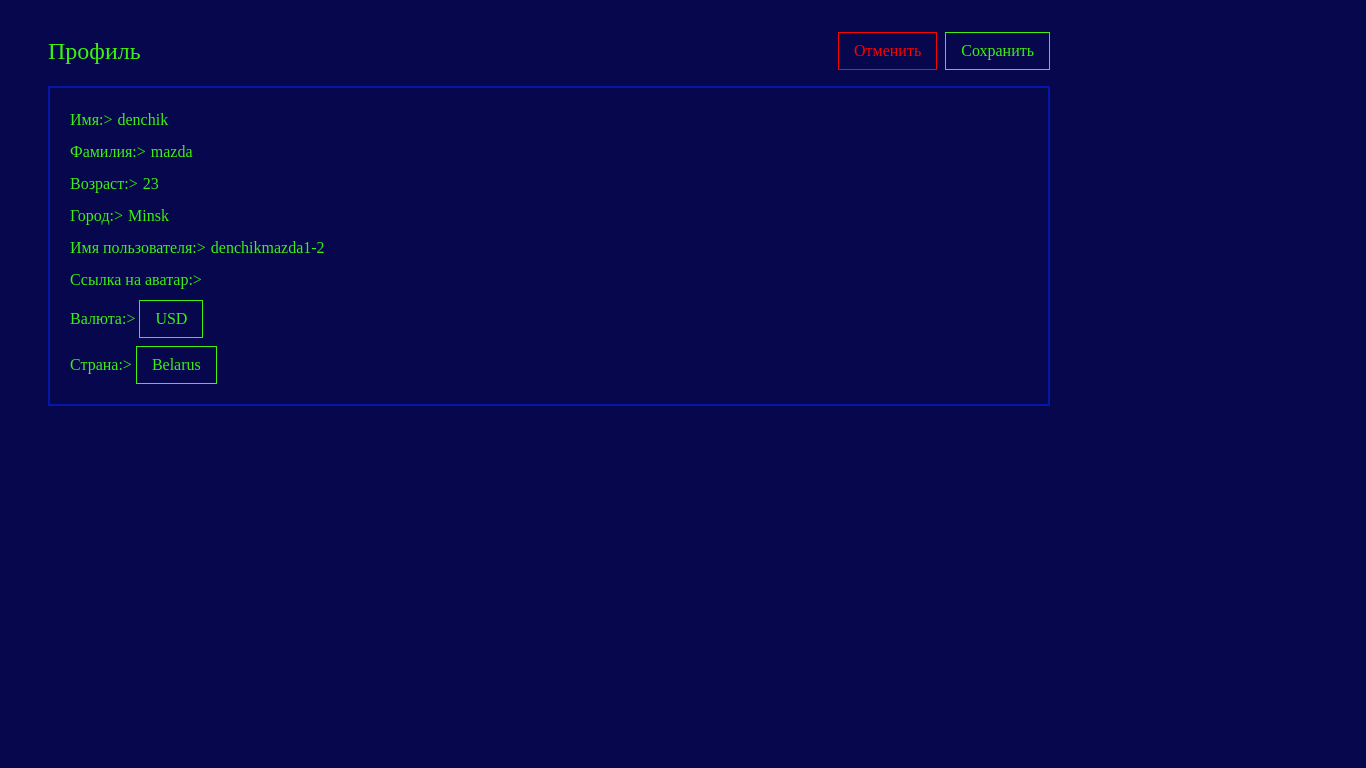 Профиль
Отменить
Сохранить
Имя:> denchik
Фамилия:> mazda
Возраст:> 23
Город:> Minsk
Имя пользователя:> denchikmazda1-2
Ссылка на аватар:>
Валюта:> USD
Страна:> Belarus